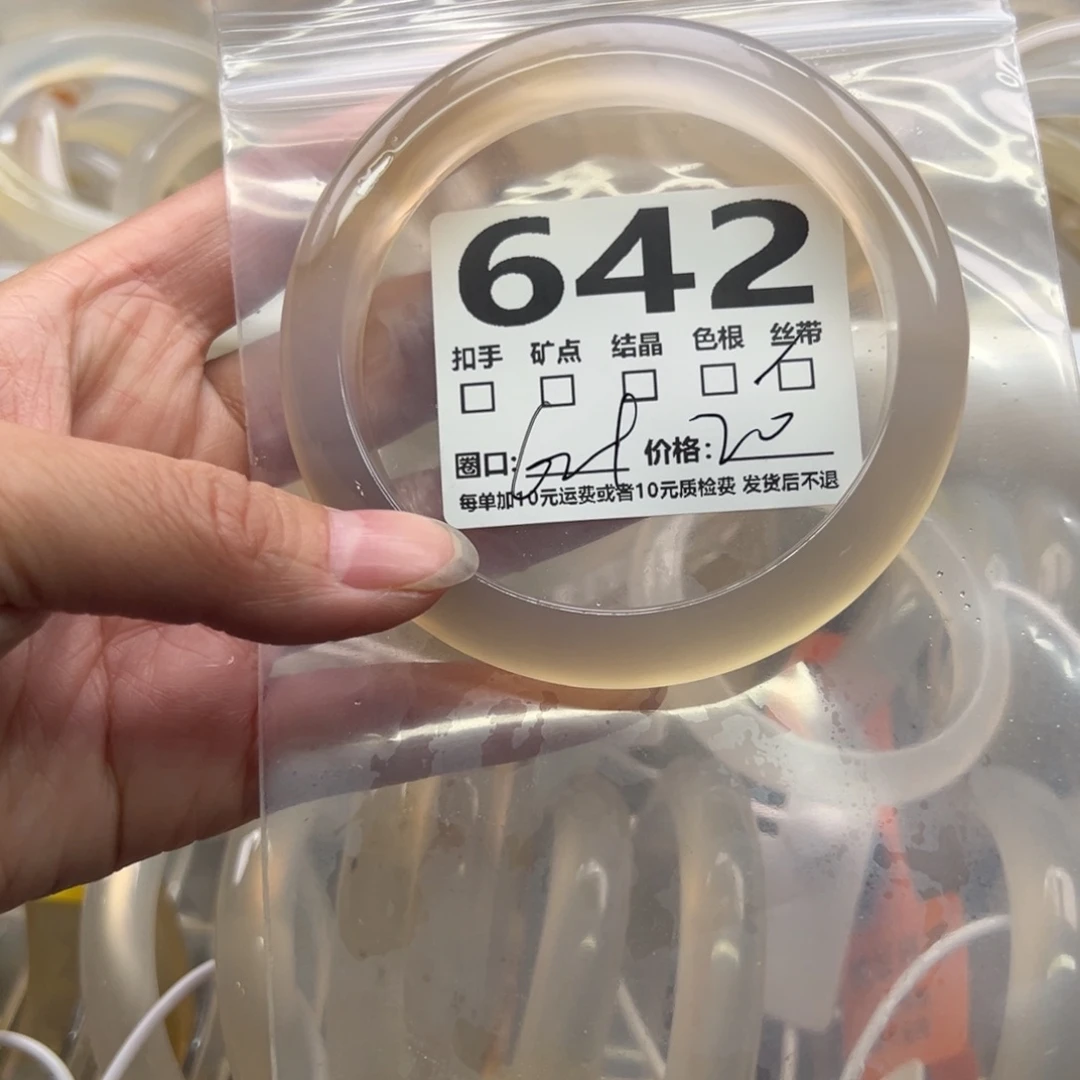 642
扣手 矿点 结晶 色根 丝带
圈口: 价格:20
每单加10元运费或者10元质检费 发货后不退